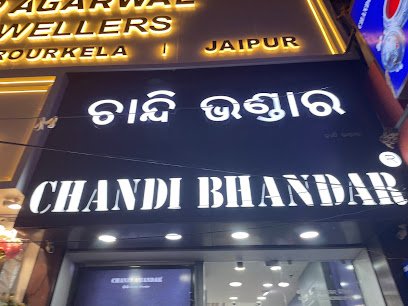 AGARWAL
WELLERS
ROURKELA | JAIPUR
ଚାନ୍ଦି ଭଣ୍ଡାର
CHANDI BHANDAR
CHANDI BHANDAR